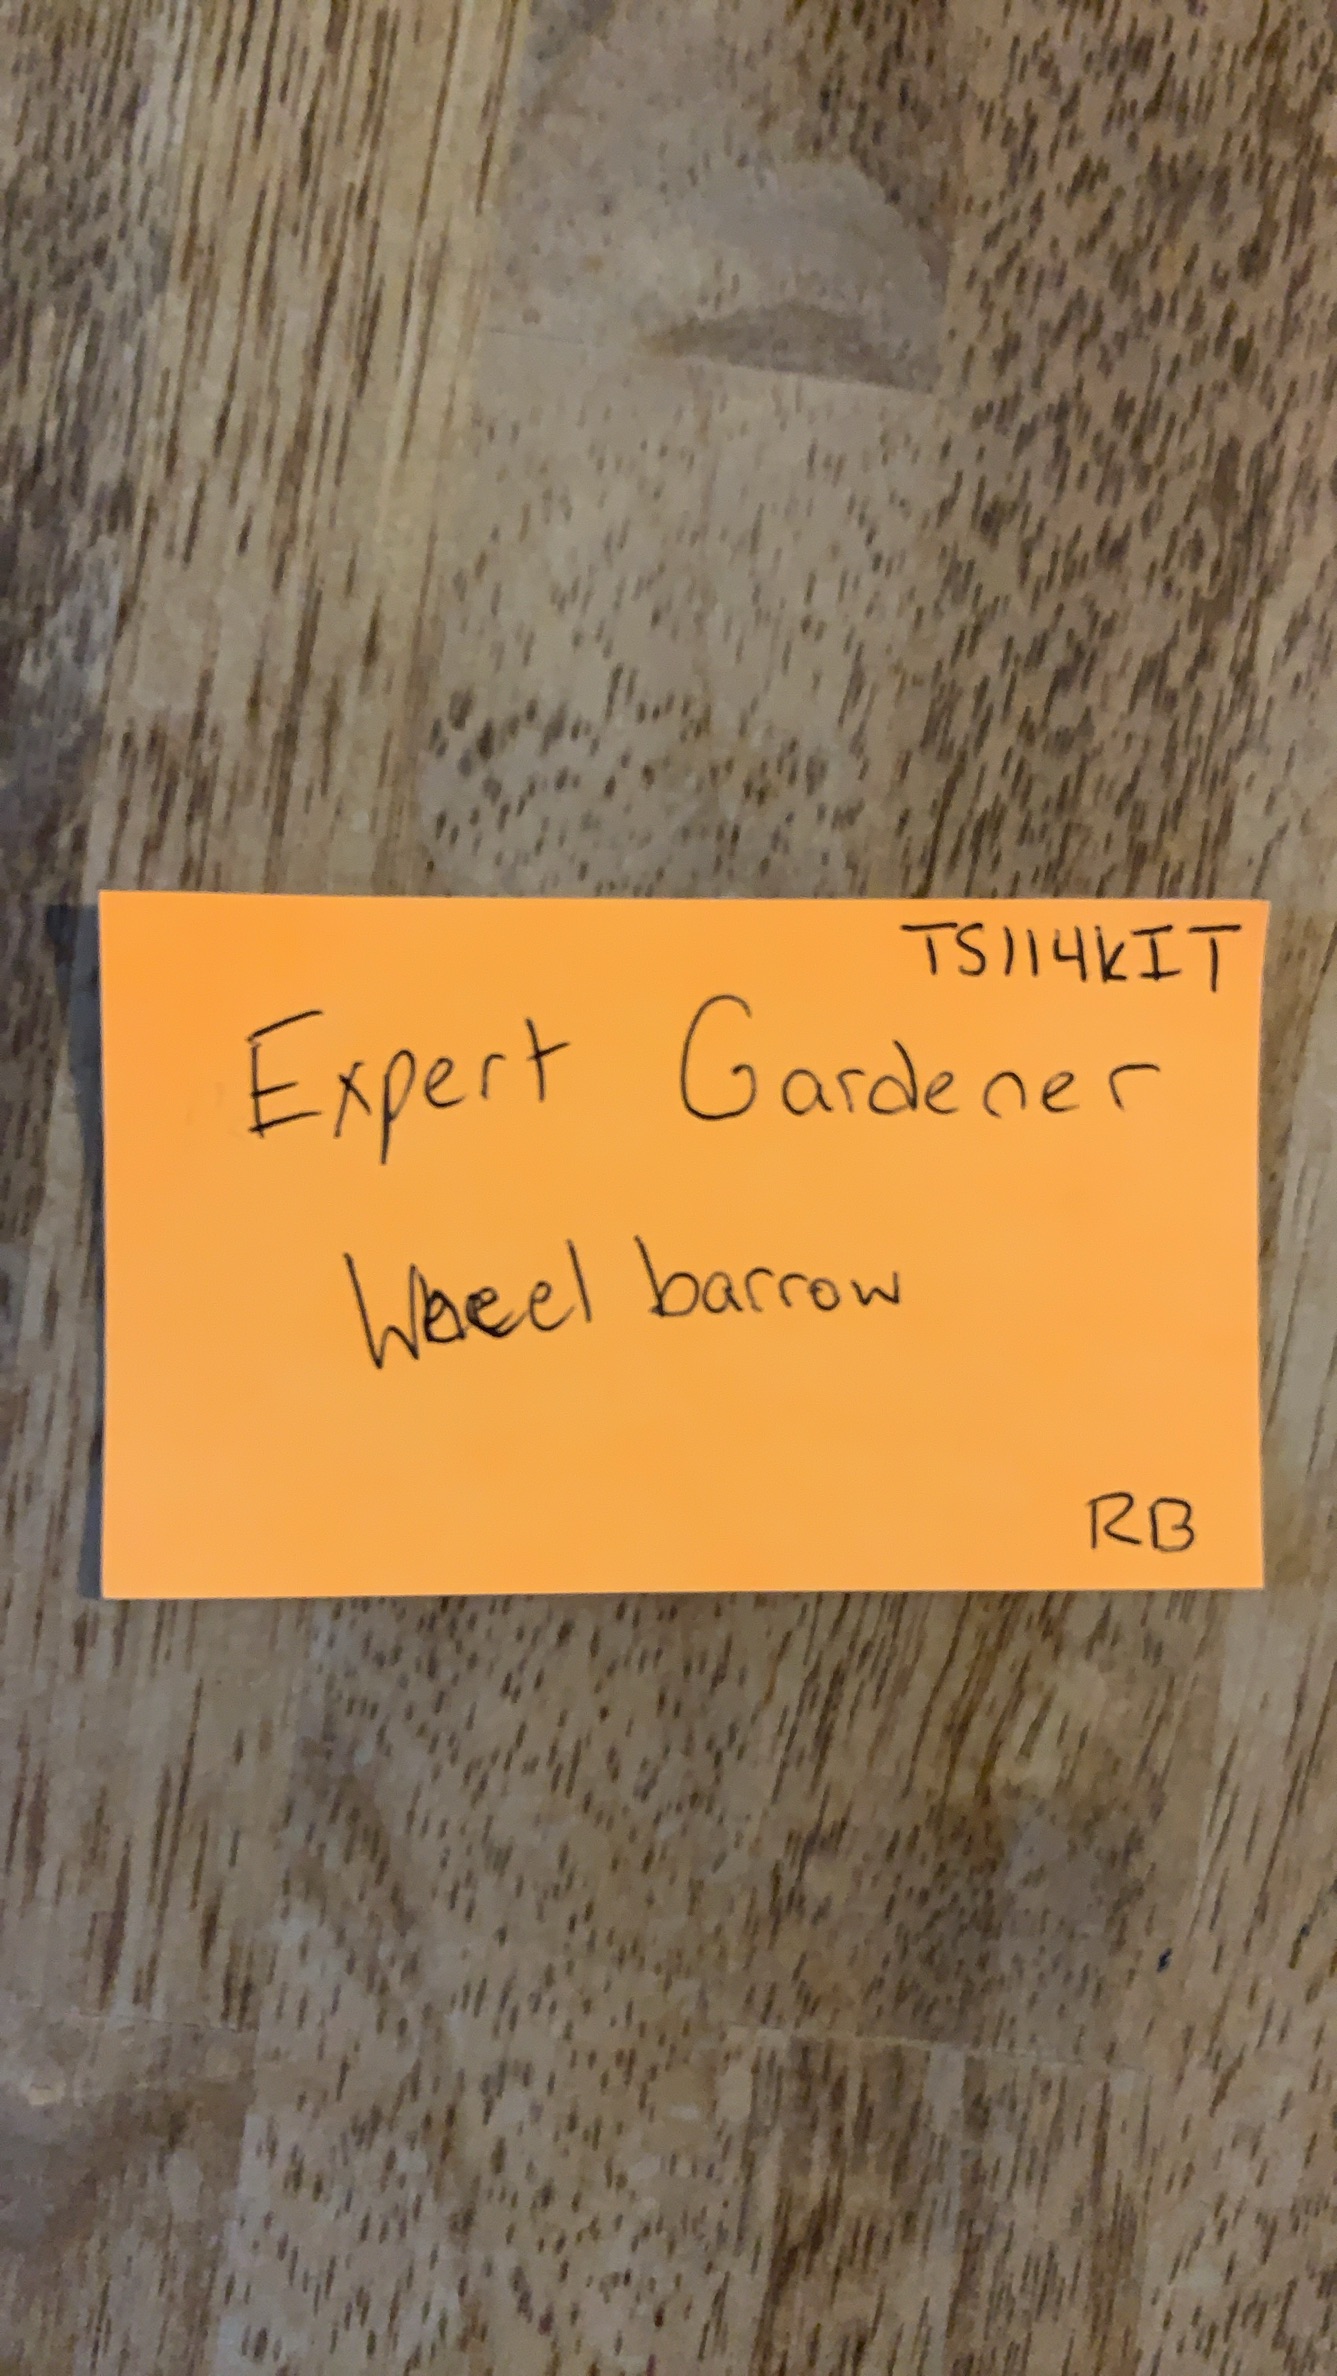 TS114KIT
Expert Gardener
Wheel barrow
RB